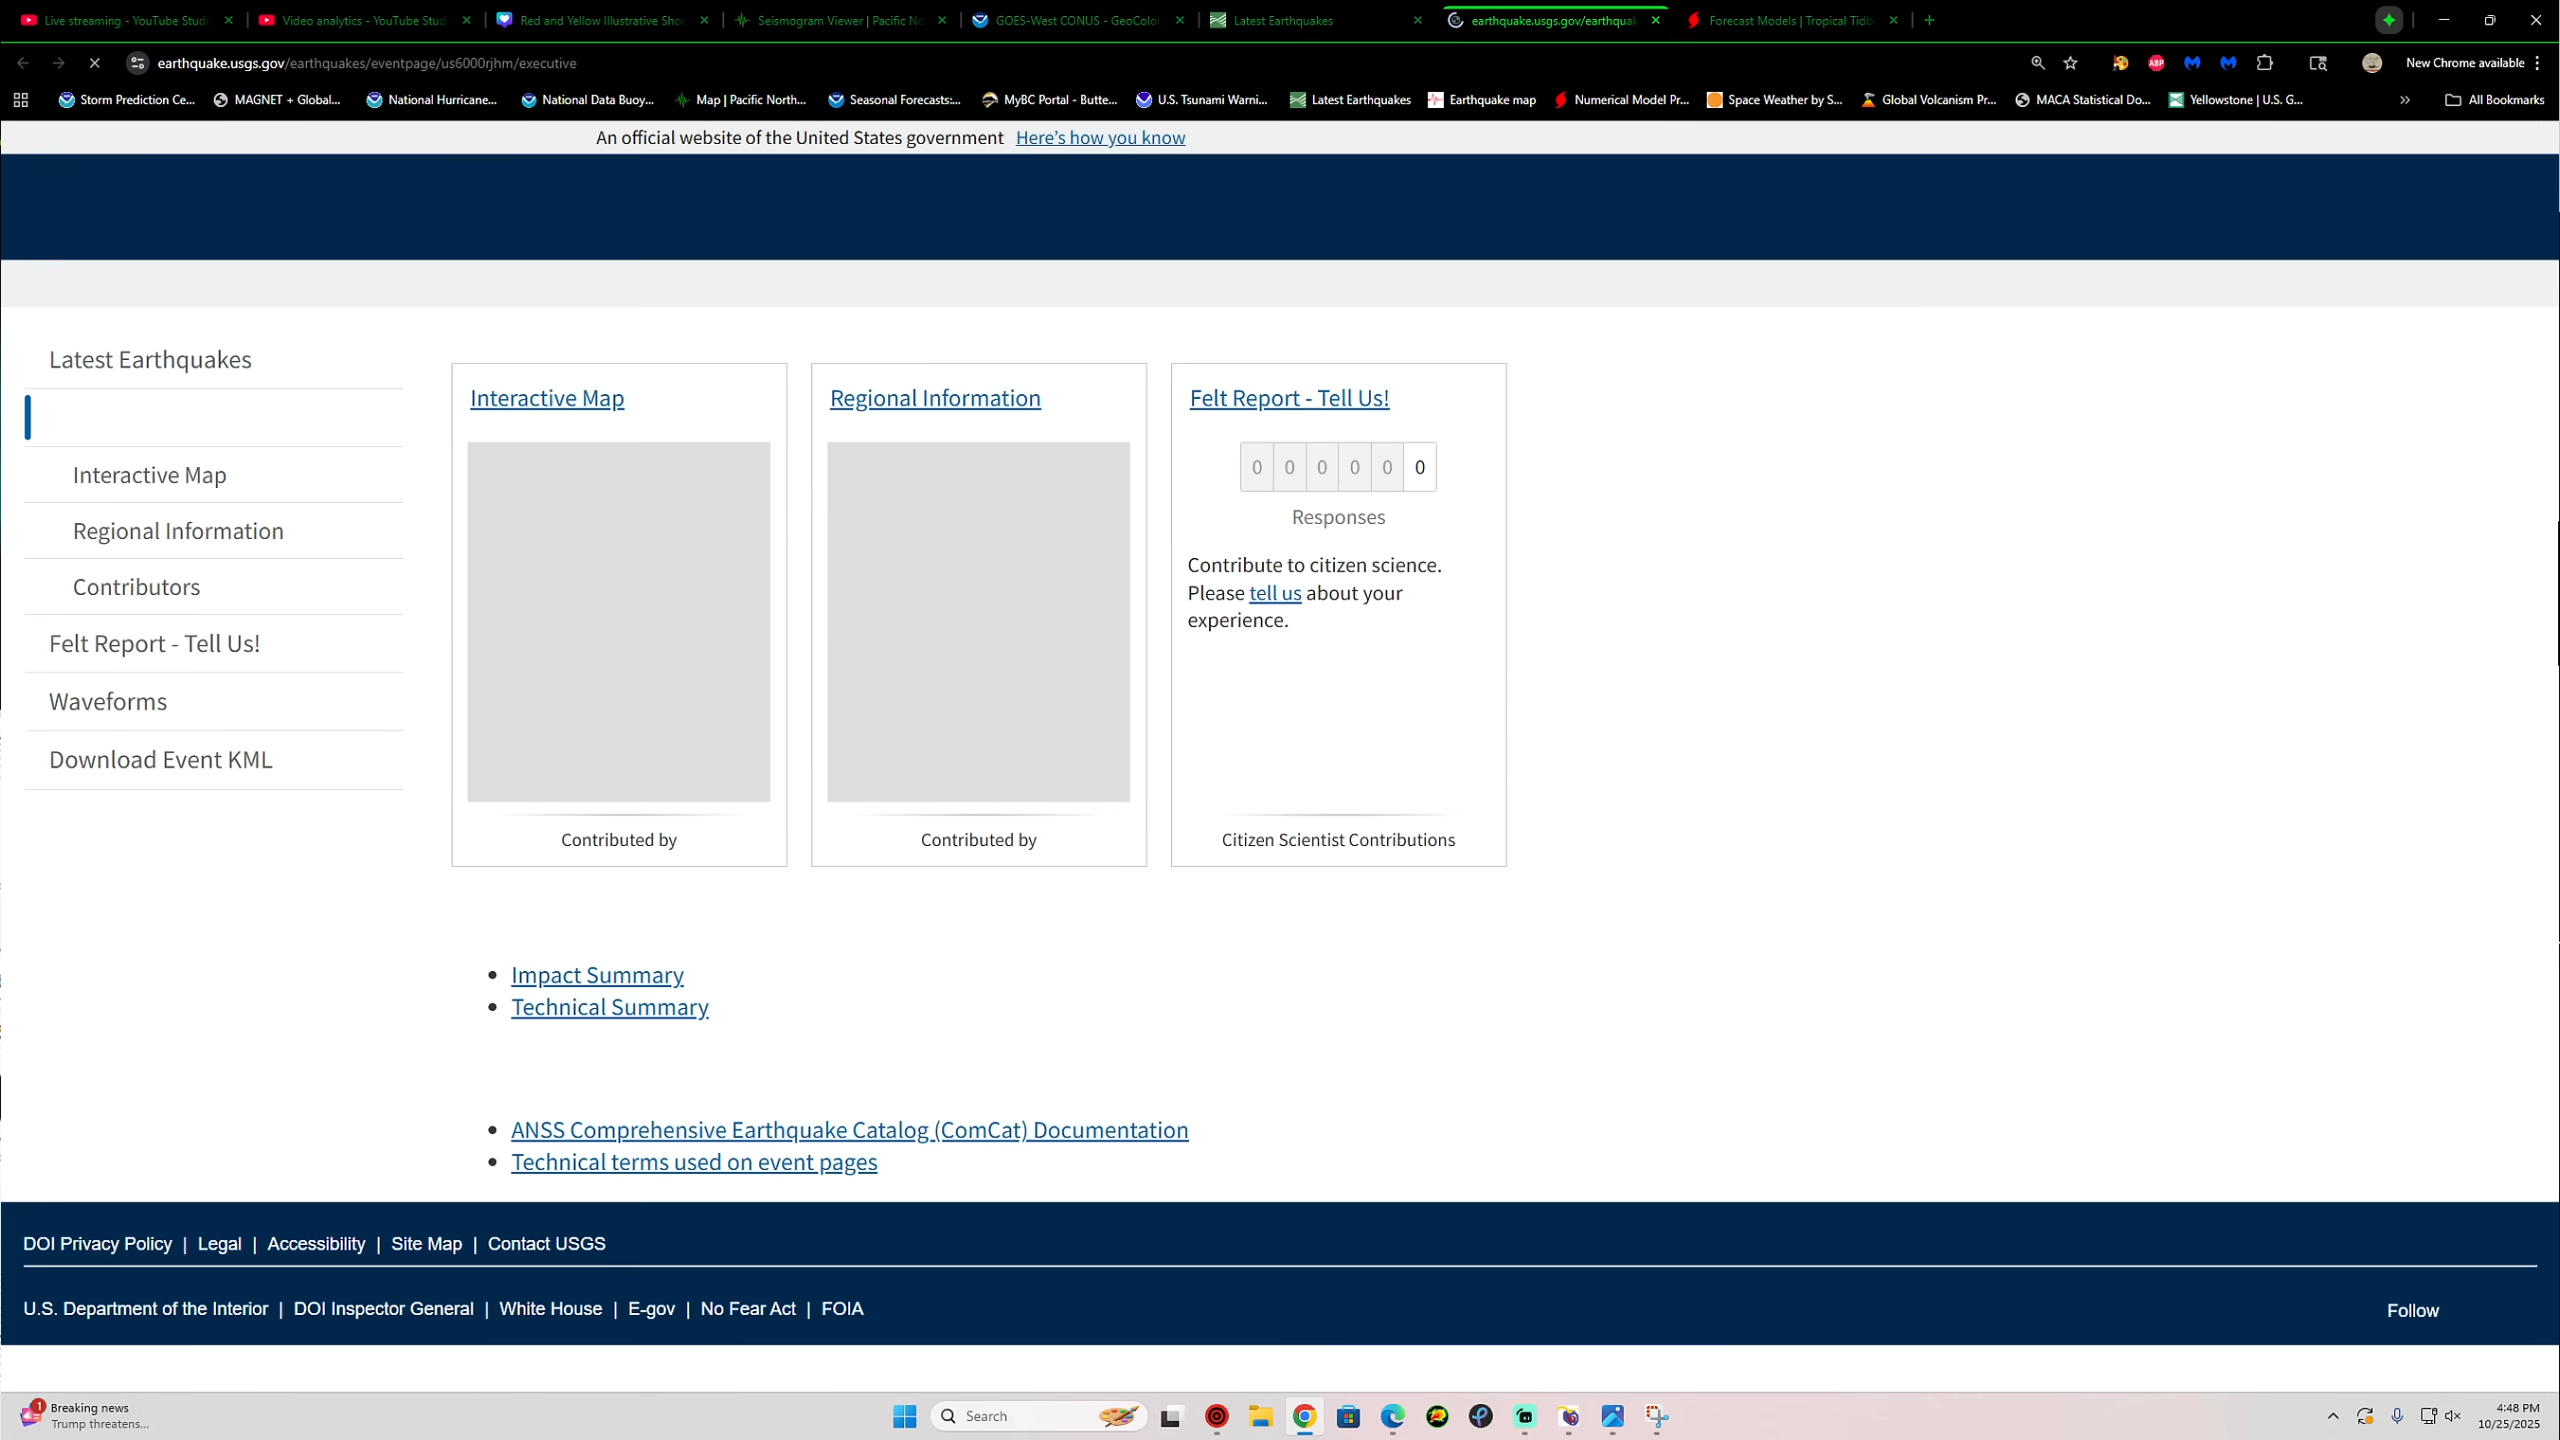 Live streaming - YouTube Studi
Video analytics - YouTube Studi
Red and Yellow Illustrative Sho
Seismogram Viewer | Pacific No
GOES-West CONUS - GeoColor
Latest Earthquakes
earthquake.usgs.gov/earthqual
Forecast Models | Tropical Tidb
earthquake.usgs.gov/earthquakes/eventpage/us6000rjhm/executive
ABP
New Chrome available
Storm Prediction Ce...
MAGNET + Global...
National Hurricane...
National Data Buoy...
Map | Pacific North...
Seasonal Forecasts:...
MyBC Portal - Butte...
U.S. Tsunami Warni...
Latest Earthquakes
Earthquake map
Numerical Model Pr...
Space Weather by S...
Global Volcanism Pr...
MACA Statistical Do...
Yellowstone | U.S. G...
All Bookmarks
An official website of the United States government Here's how you know
Latest Earthquakes
Interactive Map
Regional Information
Contributors
Felt Report - Tell Us!
Waveforms
Download Event KML
Interactive Map
Contributed by
Regional Information
Contributed by
Felt Report - Tell Us!
0 0 0 0 0 0
Responses
Contribute to citizen science.
Please tell us about your
experience.
Citizen Scientist Contributions
Impact Summary
Technical Summary
ANSS Comprehensive Earthquake Catalog (ComCat) Documentation
Technical terms used on event pages
DOI Privacy Policy | Legal | Accessibility | Site Map | Contact USGS
U.S. Department of the Interior | DOI Inspector General | White House | E-gov | No Fear Act | FOIA
Follow
1
Breaking news
Trump threatens...
Search
4:48 PM
10/25/2025